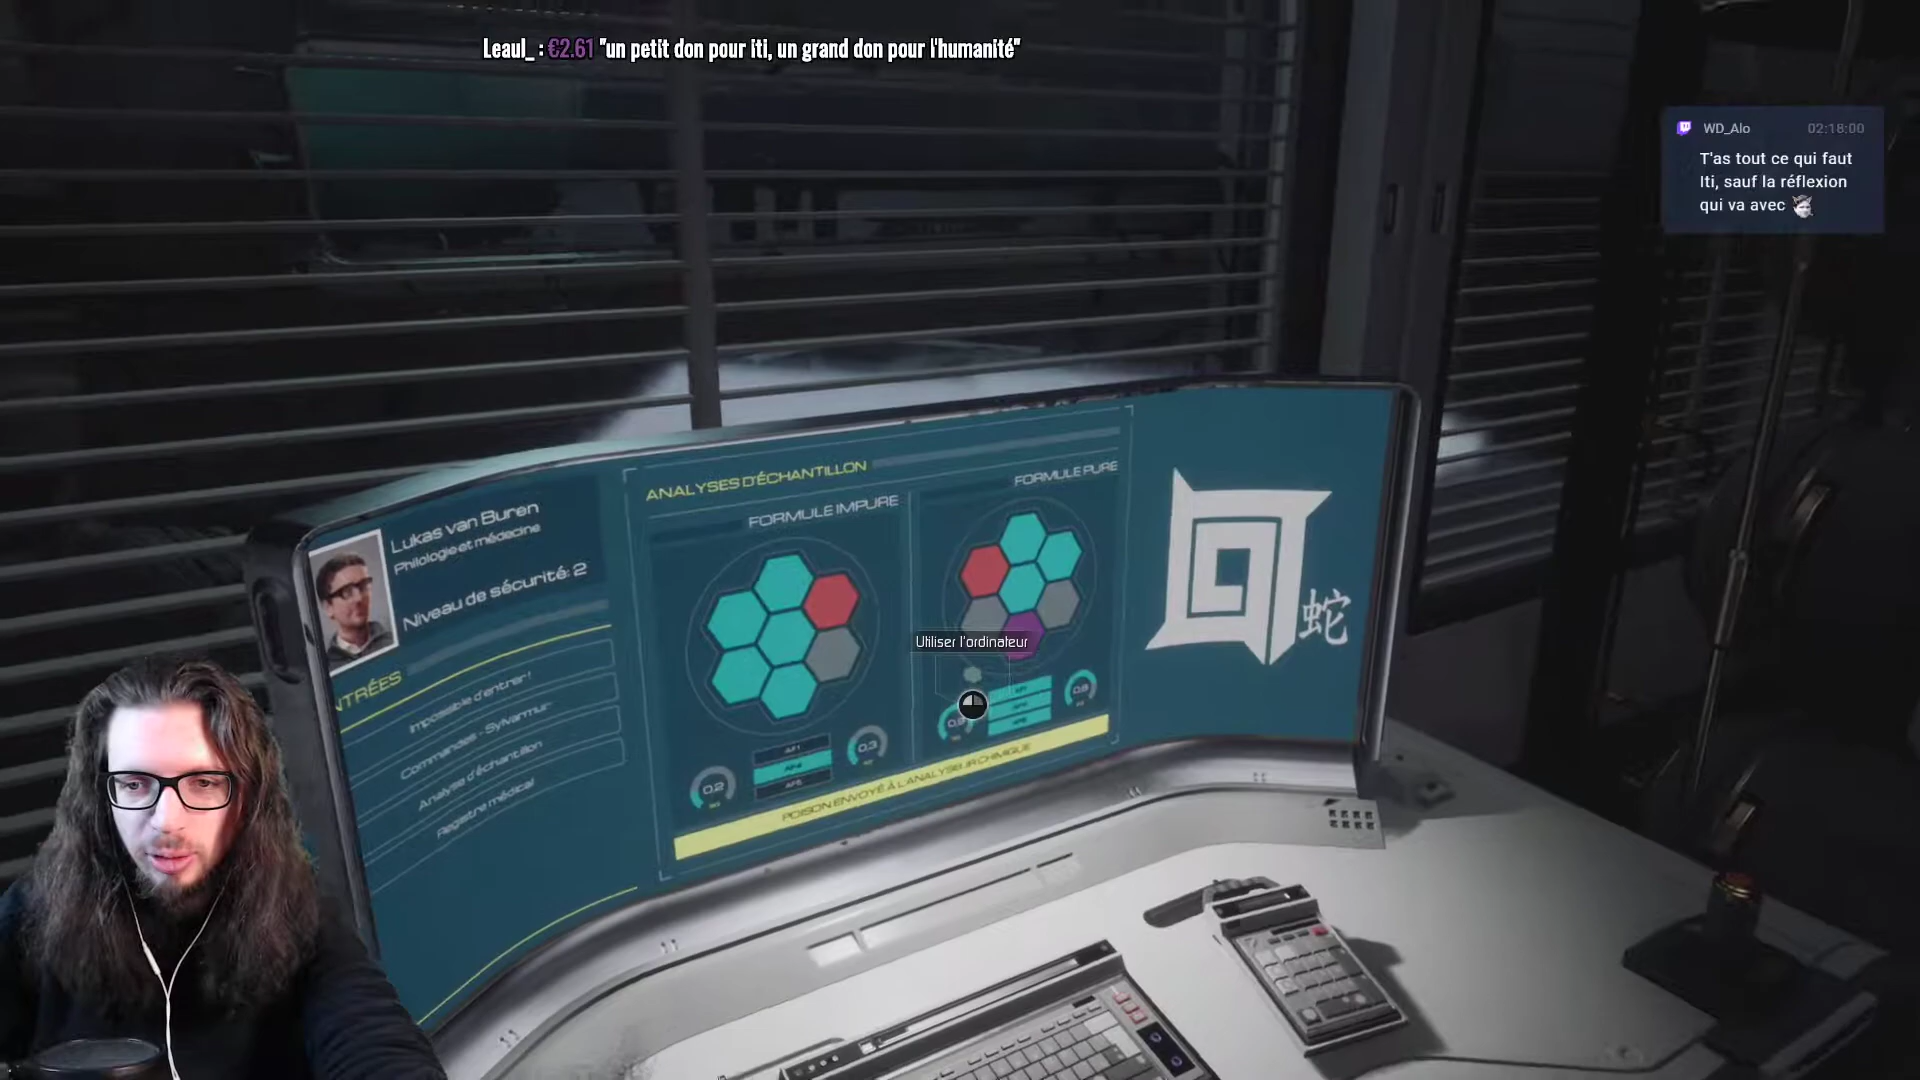 Leaul_ : €2.61 "un petit don pour iti, un grand don pour l'humanité"
WD_Alo 02:18:00
T'as tout ce qui faut
Iti, sauf la réflexion
qui va avec
Lukas van Buren
Philologie et médecine
Niveau de sécurité: 2
NTRÉES
Impossible d'entrer !
Commandes - Sylvarmur
Analyse d'échantillon
Registre médical
ANALYSES D'ÉCHANTILLON
FORMULE IMPURE
FORMULE PURE
Utiliser l'ordinateur
0.2
0.3
0.8
POISON ENVOYÉ À L'ANALYSEUR CHIMIQUE
蛇